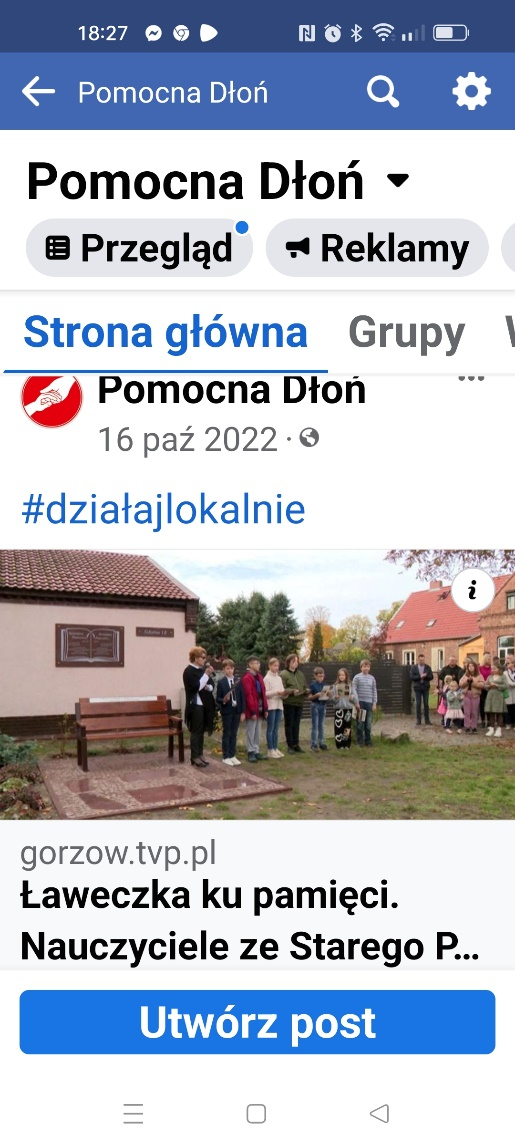 18:27
Pomocna Dłoń
Pomocna Dłoń
Przegląd
Reklamy
Strona główna
Grupy
Pomocna Dłoń
16 paź 2022
#działajlokalnie
gorzow.tvp.pl
Ławeczka ku pamięci.
Nauczyciele ze Starego P...
Utwórz post